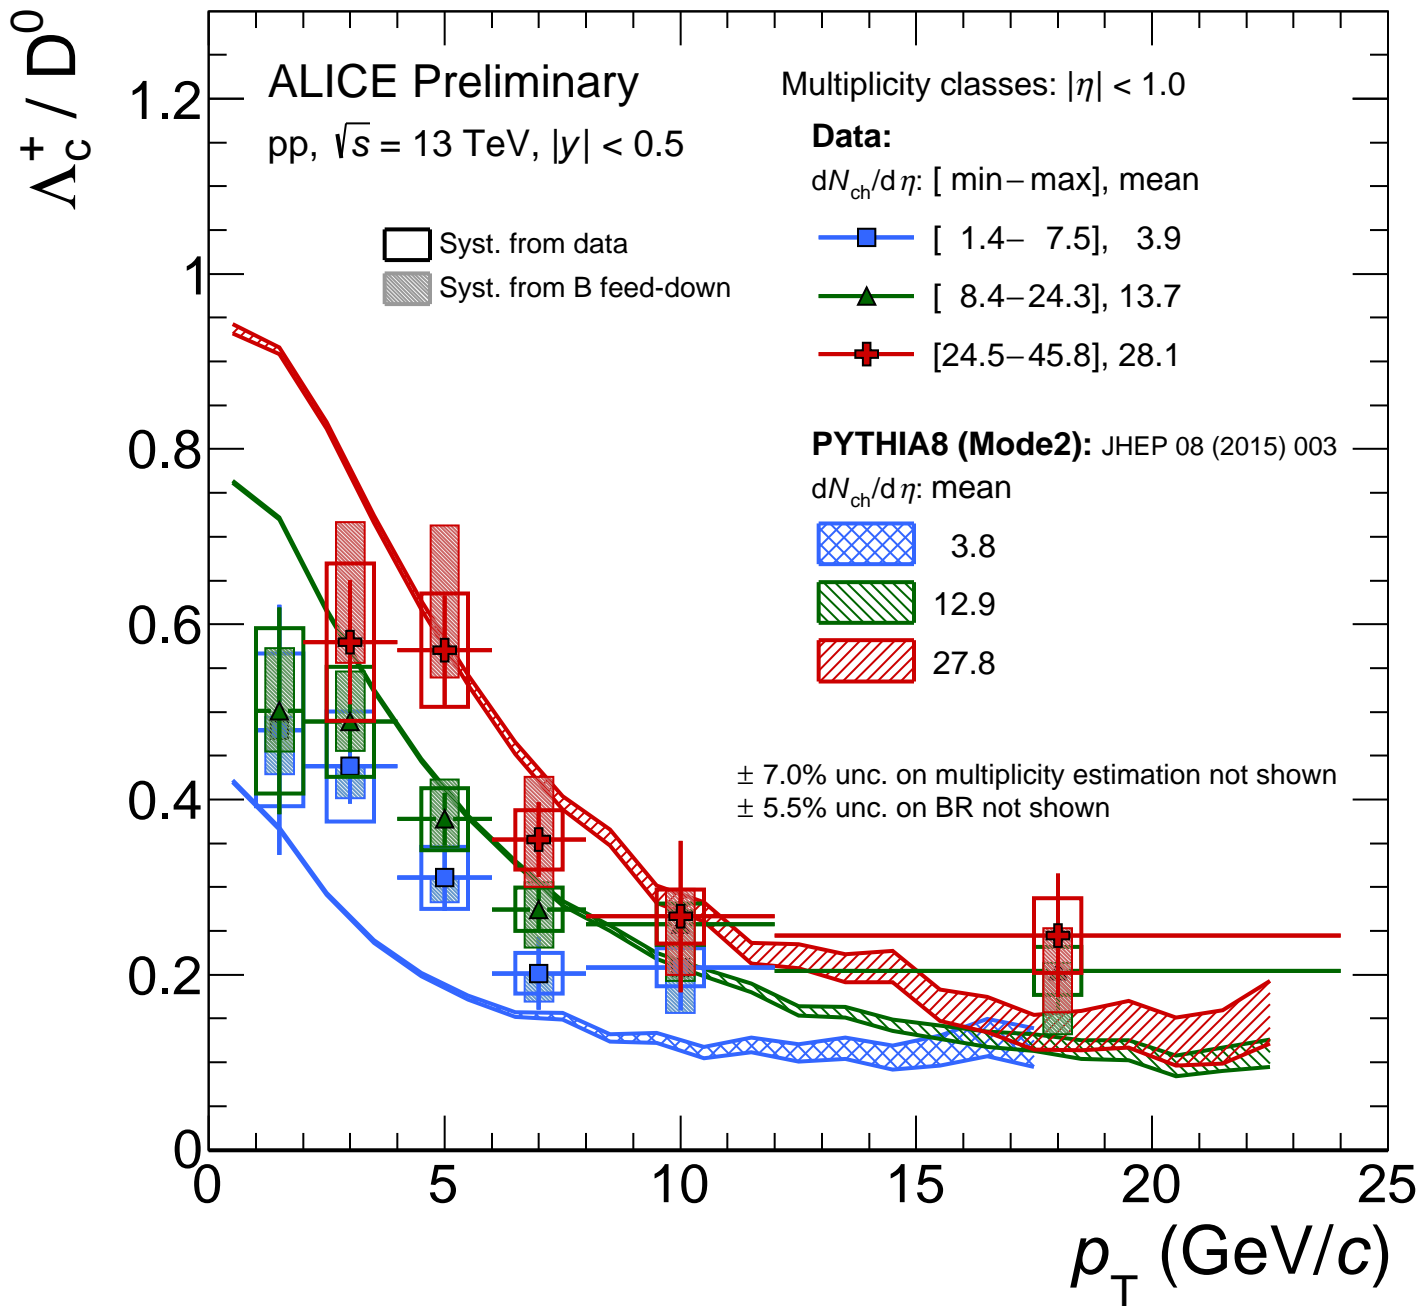 Λc+ / D0
ALICE Preliminary
pp, √s = 13 TeV, |y| < 0.5
Syst. from data
Syst. from B feed-down
Multiplicity classes: |η| < 1.0
Data:
dNch/dη: [ min−max], mean
[ 1.4− 7.5], 3.9
[ 8.4−24.3], 13.7
[24.5−45.8], 28.1
PYTHIA8 (Mode2): JHEP 08 (2015) 003
dNch/dη: mean
3.8
12.9
27.8
± 7.0% unc. on multiplicity estimation not shown
± 5.5% unc. on BR not shown
1.2
1
0.8
0.6
0.4
0.2
0
0 5 10 15 20 25
pT (GeV/c)